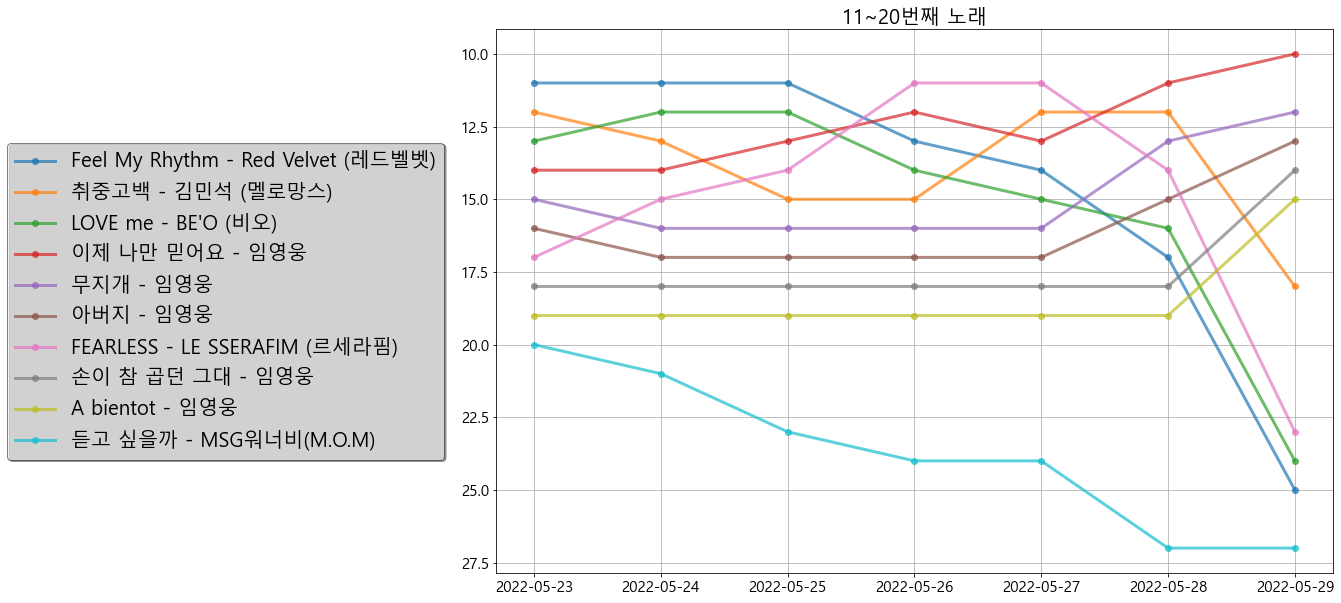 11~20번째 노래
Feel My Rhythm - Red Velvet (레드벨벳)
취중고백 - 김민석 (멜로망스)
LOVE me - BE'O (비오)
이제 나만 믿어요 - 임영웅
무지개 - 임영웅
아버지 - 임영웅
FEARLESS - LE SSERAFIM (르세라핌)
손이 참 곱던 그대 - 임영웅
A bientot - 임영웅
듣고 싶을까 - MSG워너비(M.O.M)
10.0
12.5
15.0
17.5
20.0
22.5
25.0
27.5
2022-05-23 2022-05-24 2022-05-25 2022-05-26 2022-05-27 2022-05-28 2022-05-29